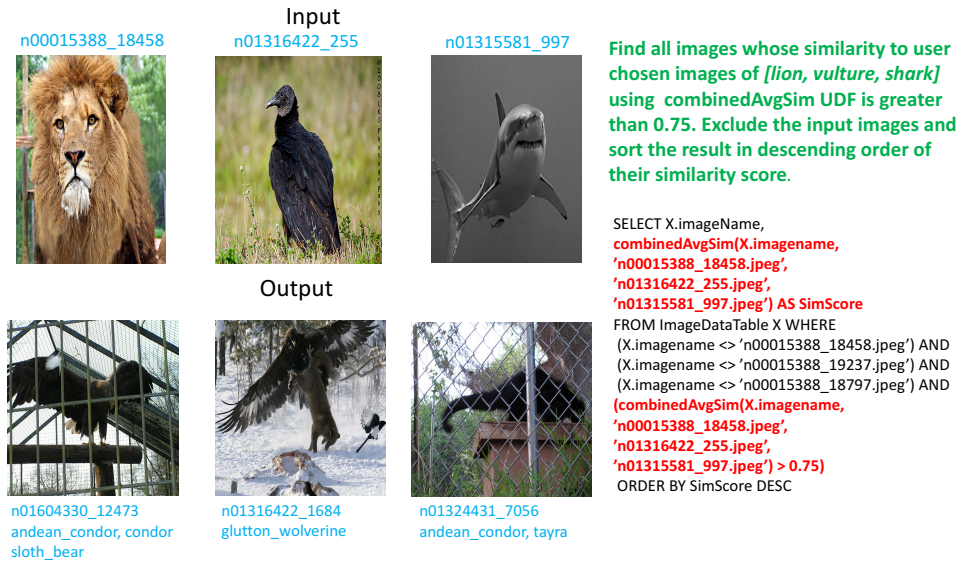 Input
n00015388_18458
n01316422_255
n01315581_997
Output
n01604330_12473
andean_condor, condor
sloth_bear
n01316422_1684
glutton_wolverine
n01324431_7056
andean_condor, tayra
Find all images whose similarity to user
chosen images of [lion, vulture, shark]
using combinedAvgSim UDF is greater
than 0.75. Exclude the input images and
sort the result in descending order of
their similarity score.
SELECT X.imageName,
combinedAvgSim(X.imagename,
’n00015388_18458.jpeg’,
’n01316422_255.jpeg’,
’n01315581_997.jpeg’) AS SimScore
FROM ImageDataTable X WHERE
(X.imagename <> ’n00015388_18458.jpeg’) AND
(X.imagename <> ’n00015388_19237.jpeg’) AND
(X.imagename <> ’n00015388_18797.jpeg’) AND
(combinedAvgSim(X.imagename,
’n00015388_18458.jpeg’,
’n01316422_255.jpeg’,
’n01315581_997.jpeg’) > 0.75)
ORDER BY SimScore DESC